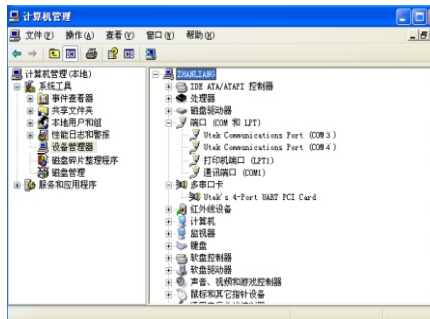 计算机管理
文件(F) 操作(A) 查看(V) 窗口(W) 帮助(H)
计算机管理(本地)
系统工具
事件查看器
共享文件夹
本地用户和组
性能日志和警报
设备管理器
磁盘碎片整理程序
磁盘管理
服务和应用程序
ZHANLIANG
IDE ATA/ATAPI 控制器
处理器
磁盘驱动器
端口 (COM 和 LPT)
Utek Communications Port (COM3)
Utek Communications Port (COM4)
打印机端口 (LPT1)
通讯端口 (COM1)
多串口卡
Utek's 4-Port UART PCI Card
红外线设备
计算机
监视器
键盘
软盘控制器
软盘驱动器
声音、视频和游戏控制器
鼠标和其它指针设备